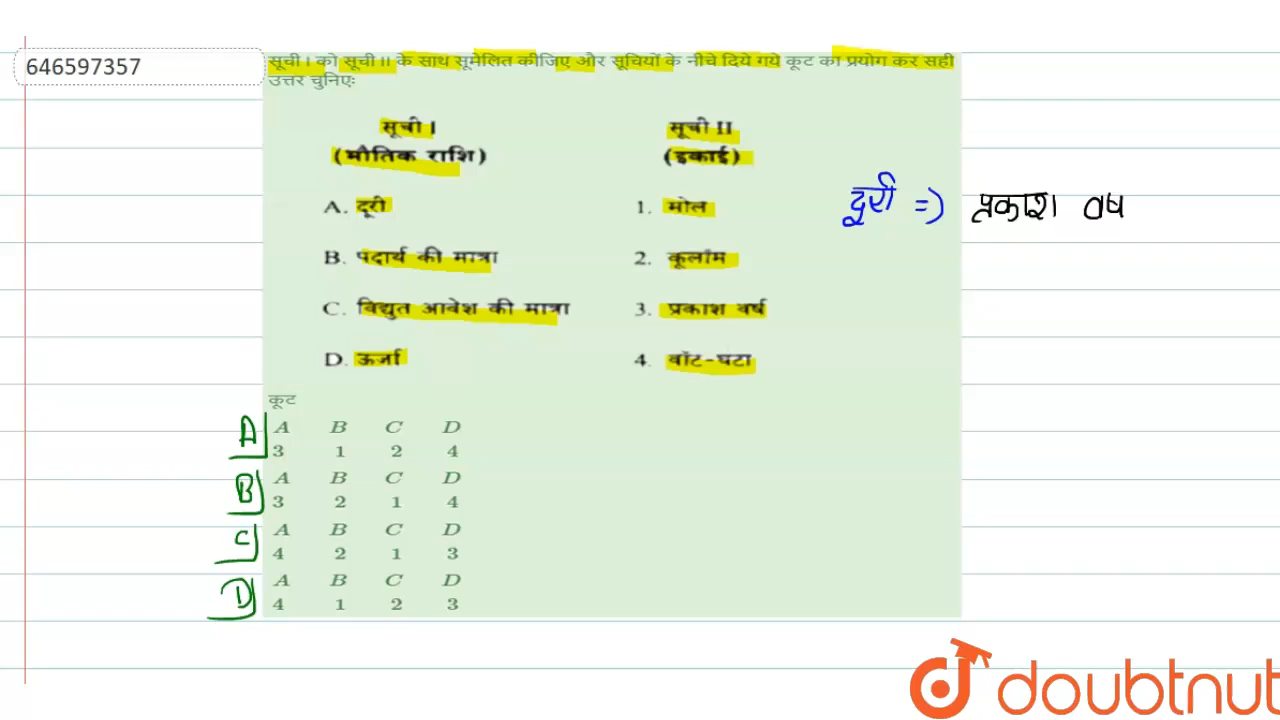 646597357
सूची I को सूची II के साथ सूमेलित कीजिए और सूचियों के नीचे दिये गये कूट का प्रयोग कर सही
उत्तर चुनिएः
सूची I सूची II
(भौतिक राशि) (इकाई)
A. दूरी 1. मोल
दूरी => प्रकाश वर्ष
B. पदार्थ की मात्रा 2. कूलॉम
C. विद्युत आवेश की मात्रा 3. प्रकाश वर्ष
D. ऊर्जा 4. वॉट-घंटा
कूट
A A B C D
3 1 2 4
B A B C D
3 2 1 4
C A B C D
4 2 1 3
D A B C D
4 1 2 3
doubtnut